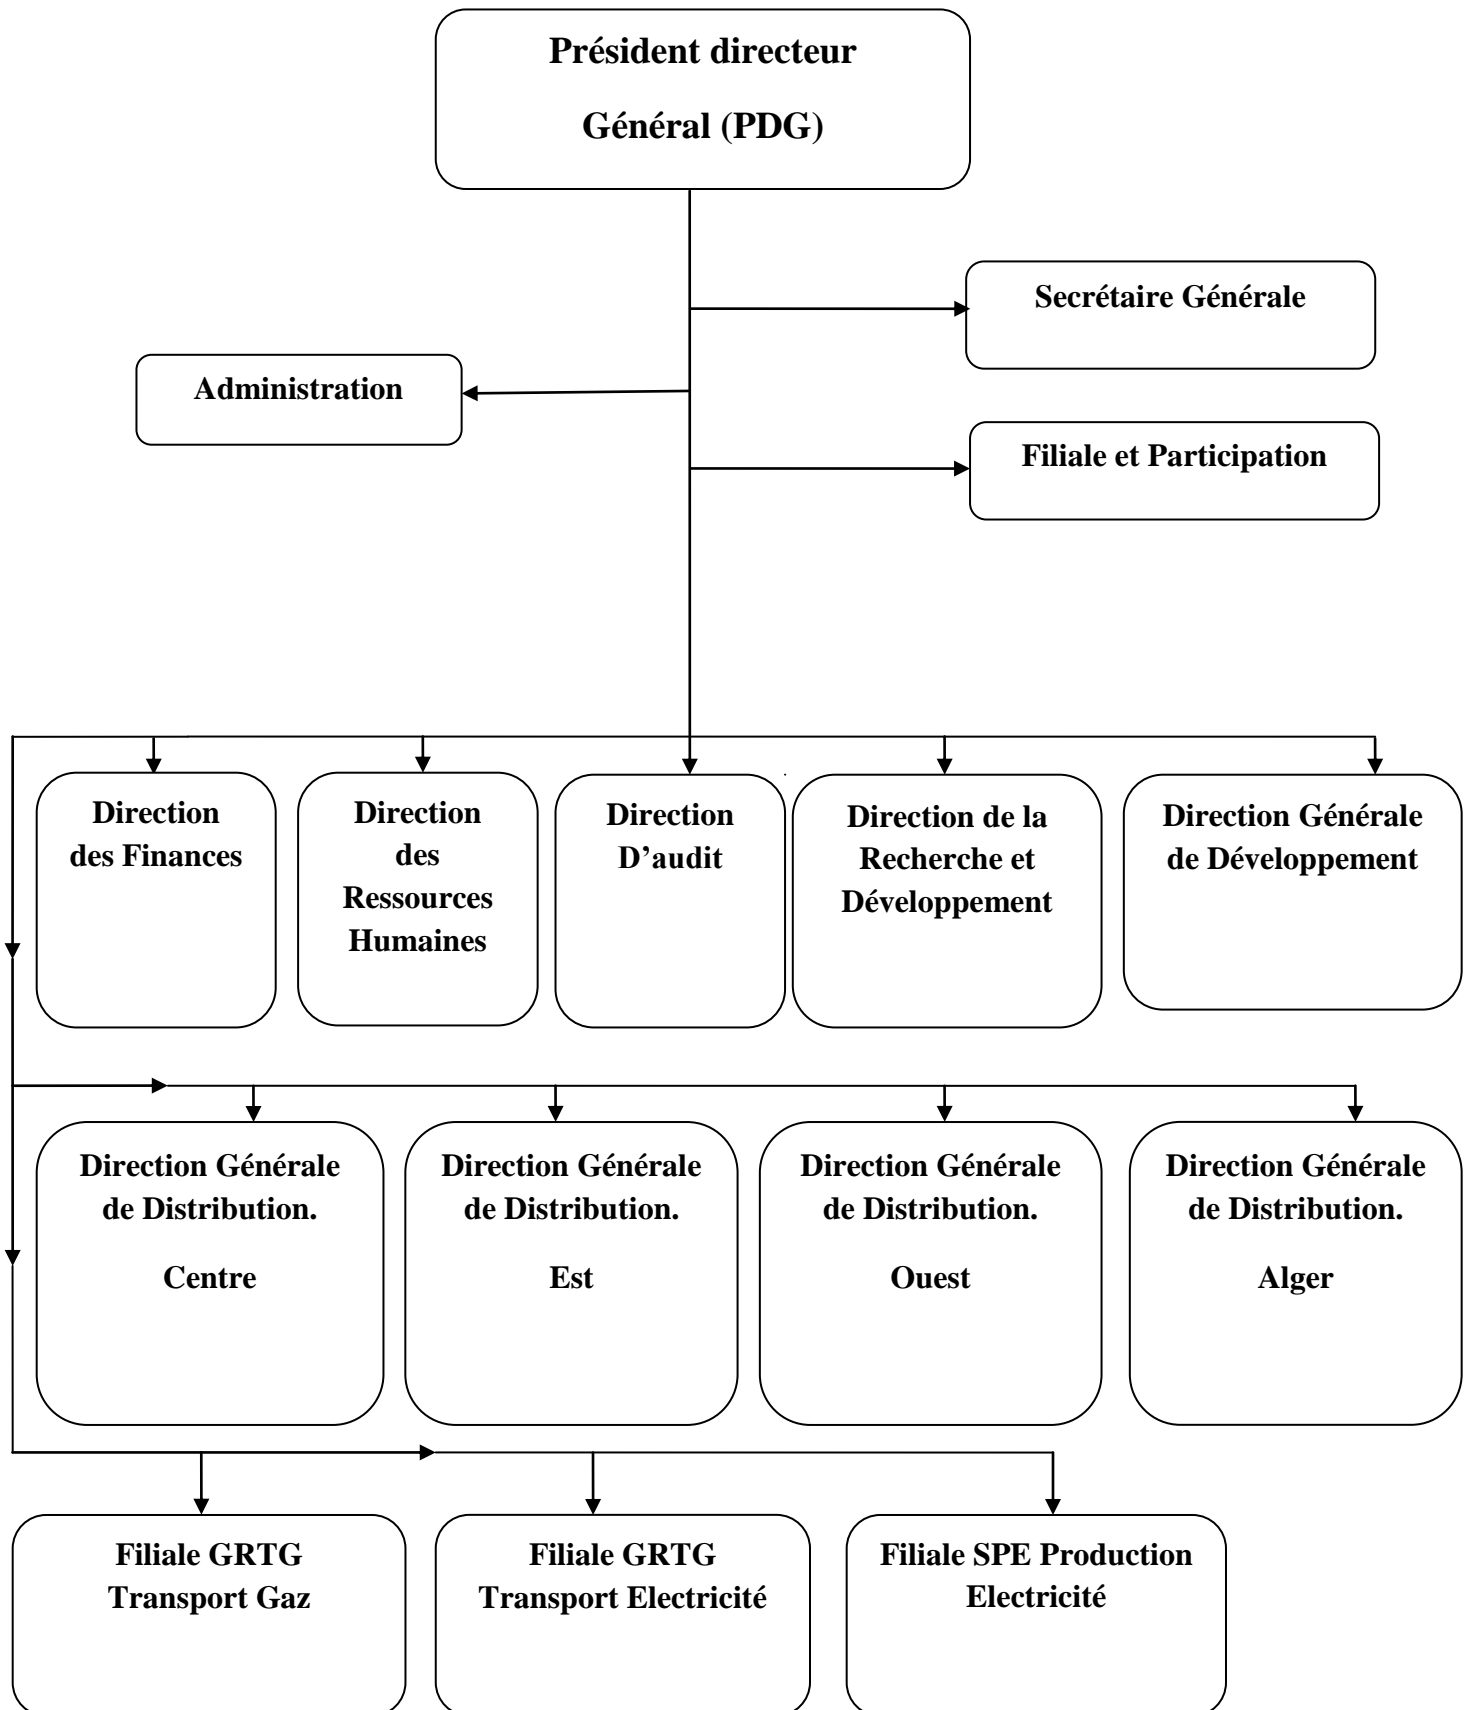 Président directeur
Général (PDG)
Secrétaire Générale
Administration
Filiale et Participation
Direction
des Finances
Direction
des
Ressources
Humaines
Direction
D’audit
Direction de la
Recherche et
Développement
Direction Générale
de Développement
Direction Générale
de Distribution.
Centre
Direction Générale
de Distribution.
Est
Direction Générale
de Distribution.
Ouest
Direction Générale
de Distribution.
Alger
Filiale GRTG
Transport Gaz
Filiale GRTG
Transport Electricité
Filiale SPE Production
Electricité